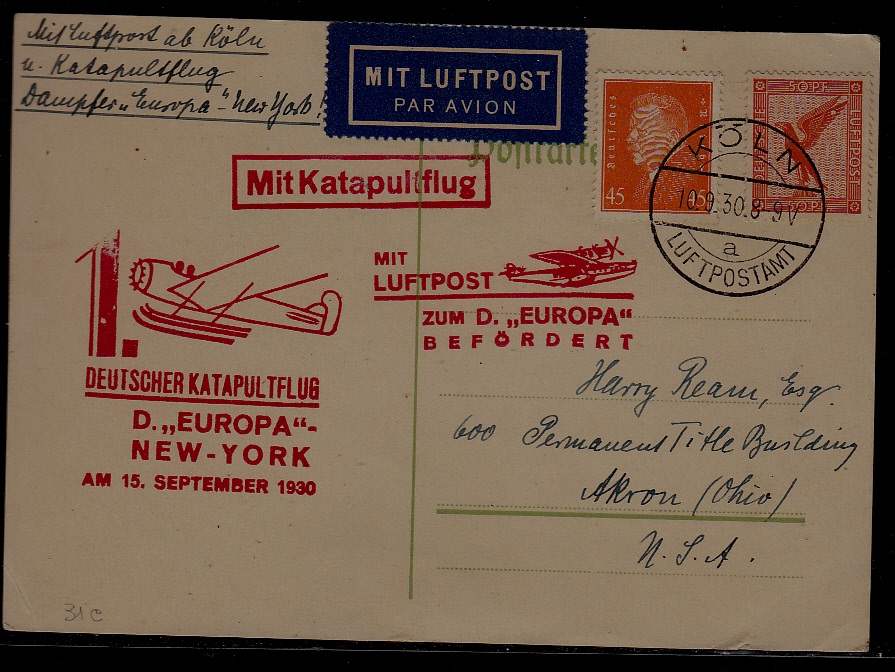 Mit Luftpost ab Köln
u. Katapultflug
Dampfer „Europa“-New York!
MIT LUFTPOST
PAR AVION
Postkarte
Deutsches
45
50 PF.
LUFTPOST
KÖLN
10.9.30.8-9V
a
LUFTPOSTAMT
Mit Katapultflug
1.
DEUTSCHER KATAPULTFLUG
D. „EUROPA“-
NEW-YORK
AM 15. SEPTEMBER 1930
MIT
LUFTPOST
ZUM D. „EUROPA“
BEFÖRDERT
Harry Ream, Esq.
600 Permanent Title Building
Akron (Ohio)
U.S.A.
31c